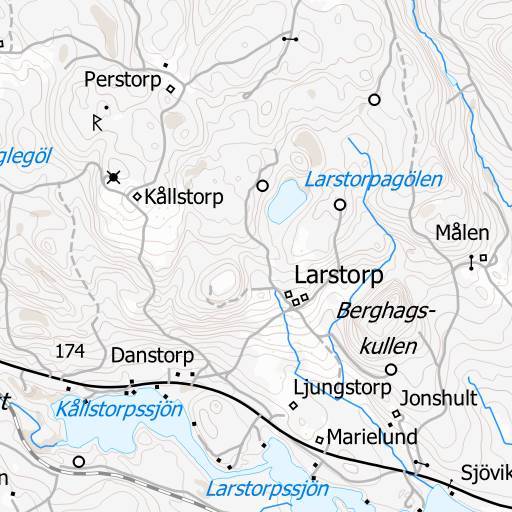 Perstorp
glegöl
Kållstorp
Larstorpagölen
Målen
Larstorp
Berghags-
kullen
174
Danstorp
Kållstorpssjön
Ljungstorp
Jonshult
Marielund
Sjövik
Larstorpssjön